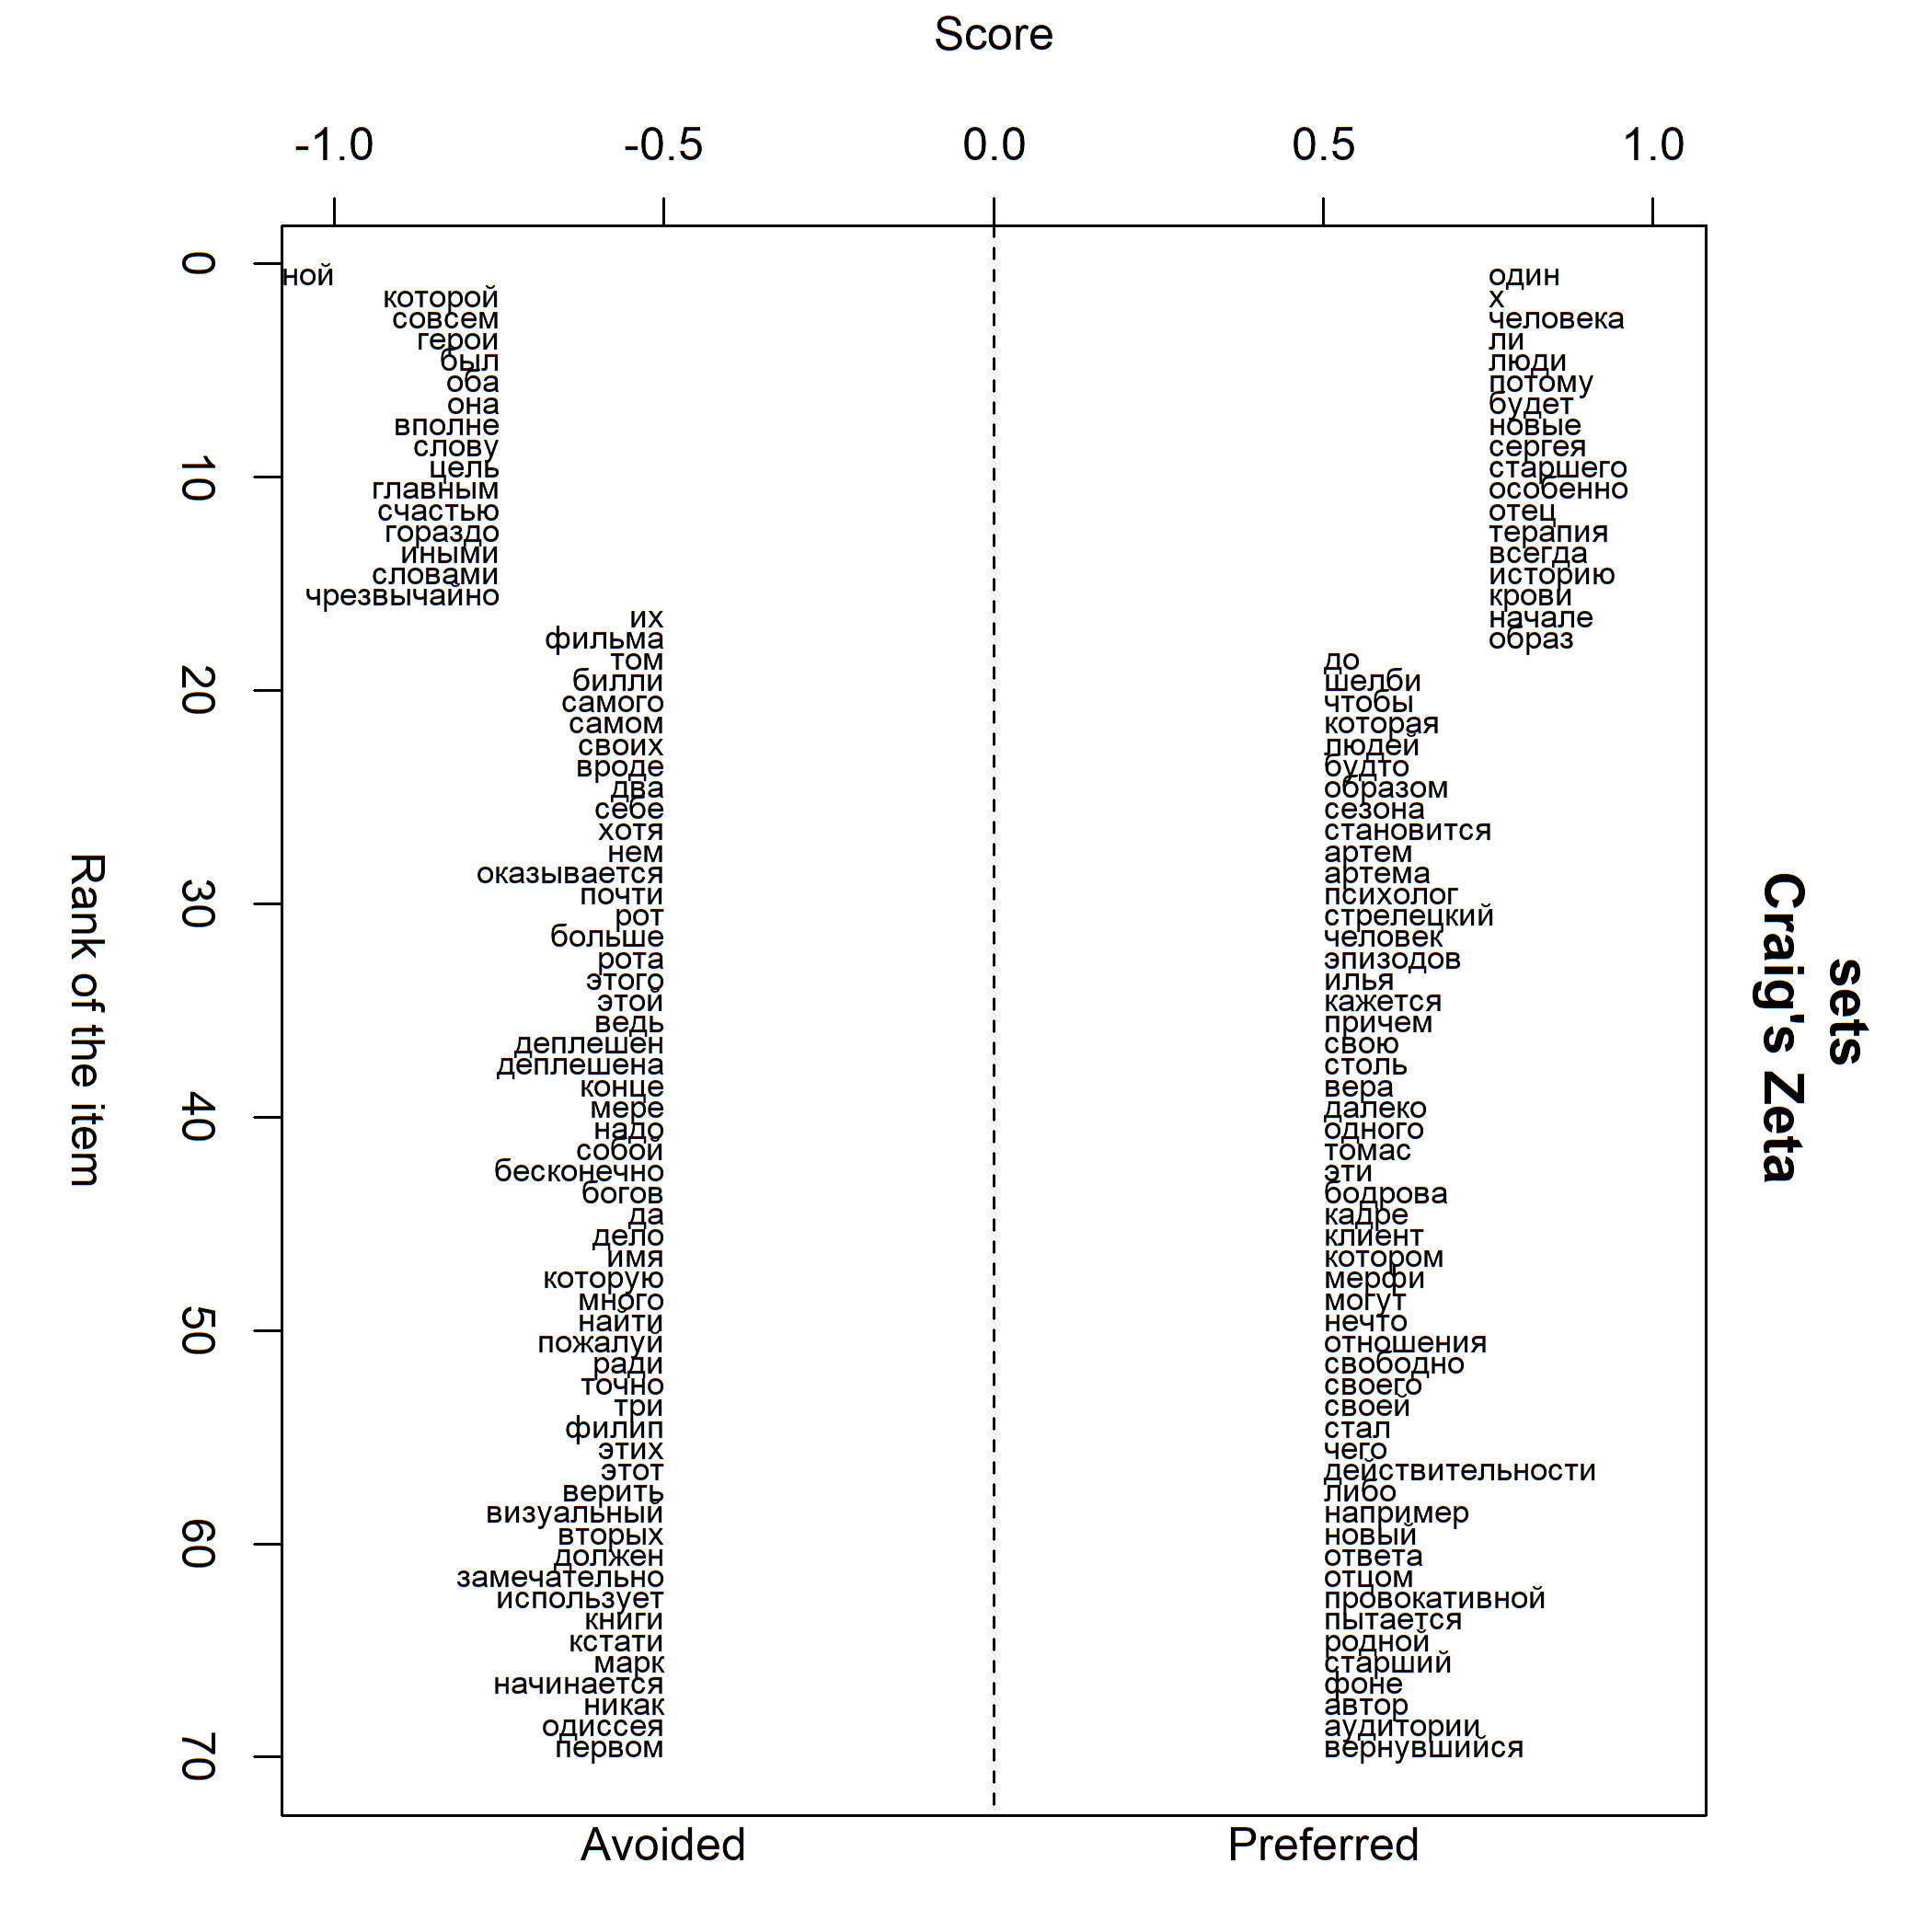 Score
-1.0 -0.5 0.0 0.5 1.0
0
10
20
30
40
50
60
70
Rank of the item
ной
которой
совсем
герои
был
оба
она
вполне
слову
цель
главным
счастью
гораздо
иными
словами
чрезвычайно
их
фильма
том
билли
самого
самом
своих
вроде
два
себе
хотя
нем
оказывается
почти
рот
больше
рота
этого
этой
ведь
деплешен
деплешена
конце
мере
надо
собой
бесконечно
богов
да
дело
имя
которую
много
найти
пожалуй
ради
точно
три
филип
этих
этот
верить
визуальный
вторых
должен
замечательно
использует
книги
кстати
марк
начинается
никак
одиссея
первом
один
х
человека
ли
люди
потому
будет
новые
сергея
старшего
особенно
отец
терапия
всегда
историю
крови
начале
образ
до
шелби
чтобы
которая
людей
будто
образом
сезона
становится
артем
артема
психолог
стрелецкий
человек
эпизодов
илья
кажется
причем
свою
столь
вера
далеко
одного
томас
эти
бодрова
кадре
клиент
котором
мерфи
могут
нечто
отношения
свободно
своего
своей
стал
чего
действительности
либо
например
новый
ответа
отцом
провокативной
пытается
родной
старший
фоне
автор
аудитории
вернувшийся
sets
Craig's Zeta
Avoided
Preferred